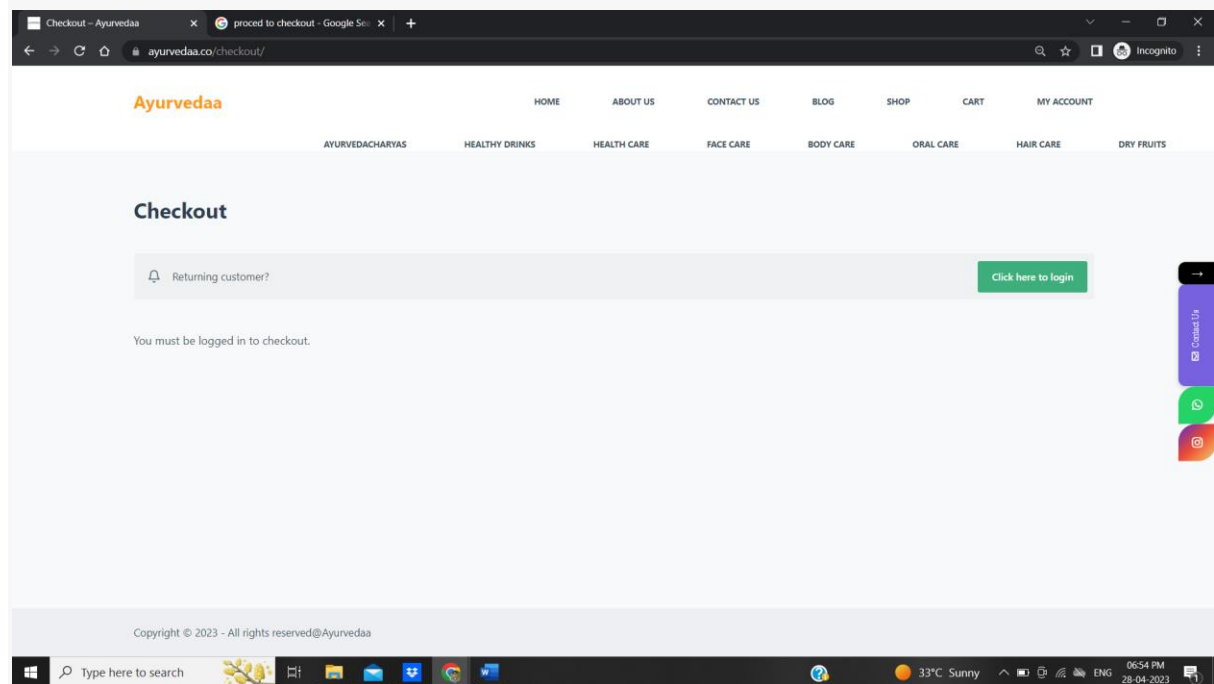 Checkout – Ayurvedaa
proced to checkout - Google Se
ayurvedaa.co/checkout/
Incognito
Ayurvedaa
HOME ABOUT US CONTACT US BLOG SHOP CART MY ACCOUNT
AYURVEDACHARYAS HEALTHY DRINKS HEALTH CARE FACE CARE BODY CARE ORAL CARE HAIR CARE DRY FRUITS
Checkout
Returning customer? Click here to login
Contact Us
You must be logged in to checkout.
Copyright © 2023 - All rights reserved@Ayurvedaa
Type here to search
33°C Sunny
ENG
06:54 PM
28-04-2023
1